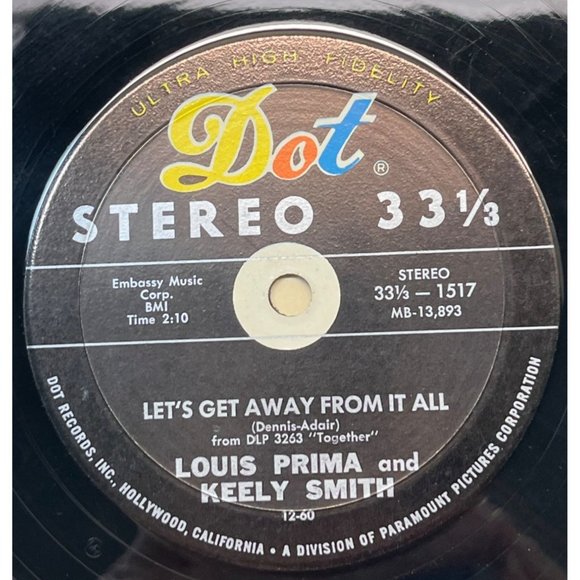 ULTRA HIGH FIDELITY
Dot®
STEREO 33⅓
Embassy Music
Corp.
BMI
Time 2:10
STEREO
33⅓ — 1517
MB-13,893
LET'S GET AWAY FROM IT ALL
(Dennis-Adair)
from DLP 3263 "Together"
LOUIS PRIMA and
KEELY SMITH
12-60
DOT RECORDS, INC., HOLLYWOOD, CALIFORNIA • A DIVISION OF PARAMOUNT PICTURES CORPORATION